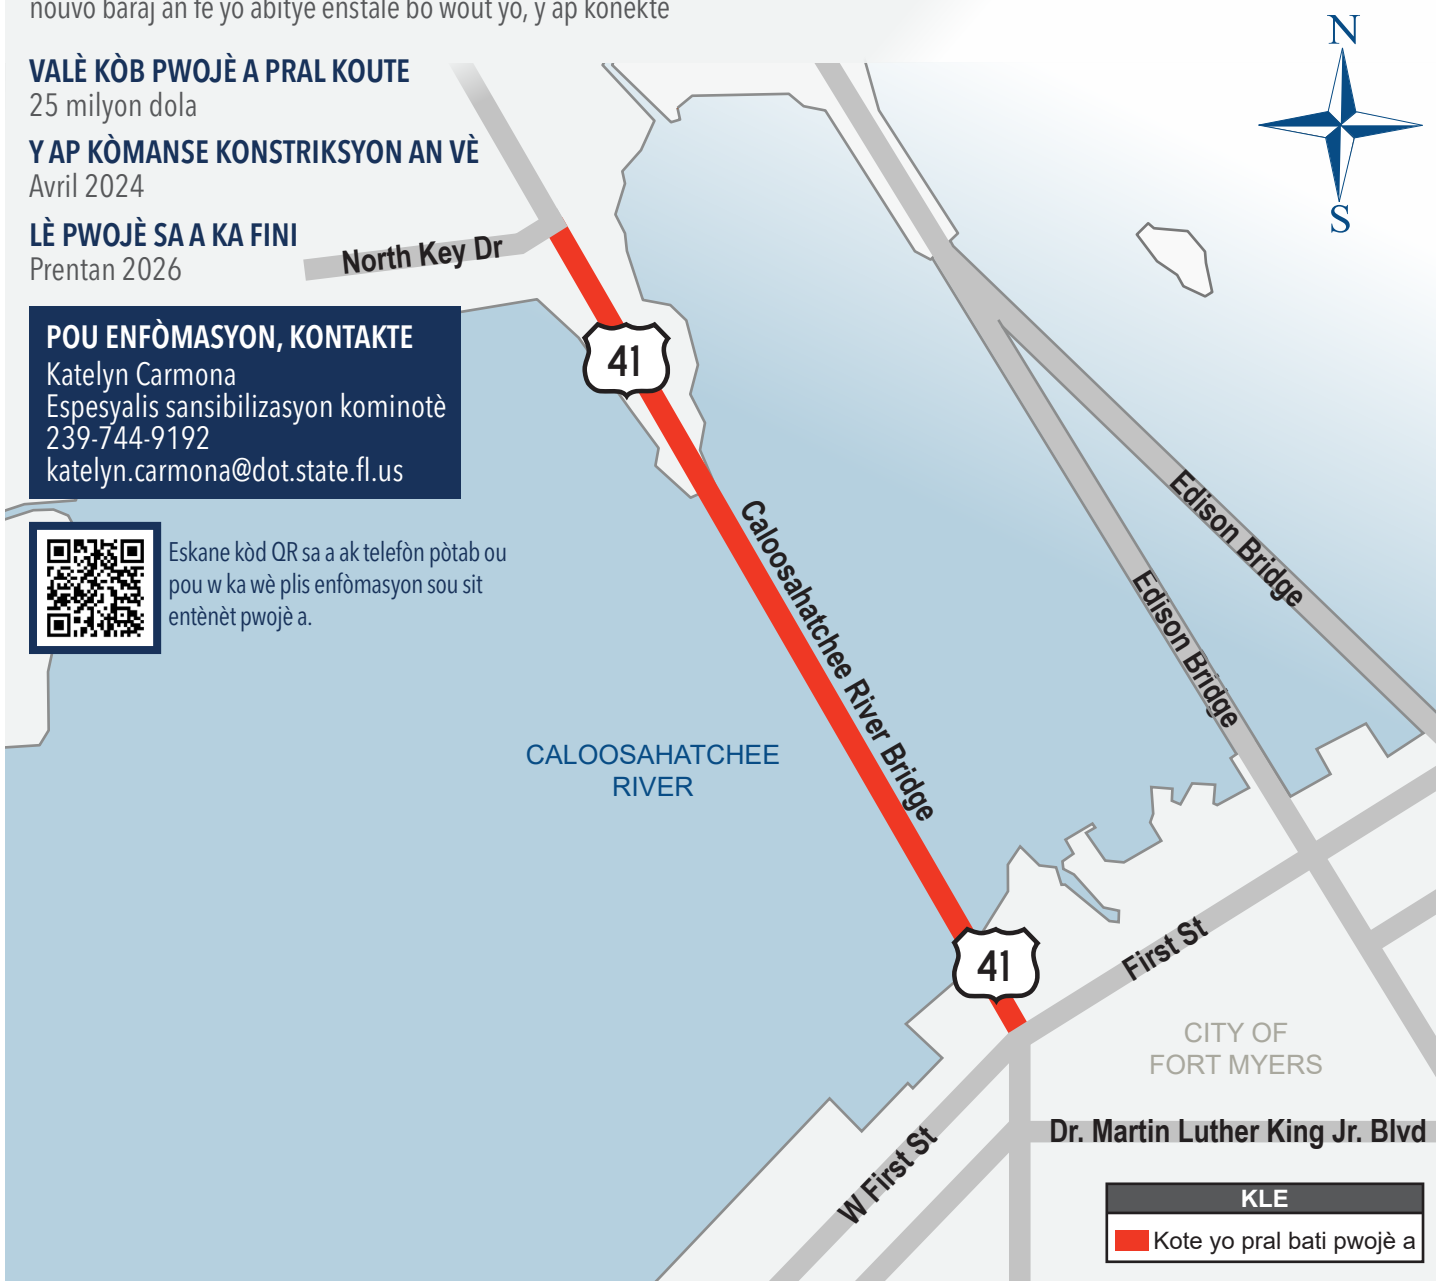 nouvo baraj an fè yo abitye enstale bò wout yo, y ap konekte
VALÈ KÒB PWOJÈ A PRAL KOUTE
25 milyon dola
Y AP KÒMANSE KONSTRIKSYON AN VÈ
Avril 2024
LÈ PWOJÈ SA A KA FINI
Prentan 2026
POU ENFÒMASYON, KONTAKTE
Katelyn Carmona
Espesyalis sansibilizasyon kominotè
239-744-9192
katelyn.carmona@dot.state.fl.us
Eskane kòd QR sa a ak telefòn pòtab ou
pou w ka wè plis enfòmasyon sou sit
entènèt pwojè a.
N
S
North Key Dr
41
Caloosahatchee River Bridge
Edison Bridge
Edison Bridge
CALOOSAHATCHEE
RIVER
41
First St
CITY OF
FORT MYERS
Dr. Martin Luther King Jr. Blvd
W First St
KLE
Kote yo pral bati pwojè a